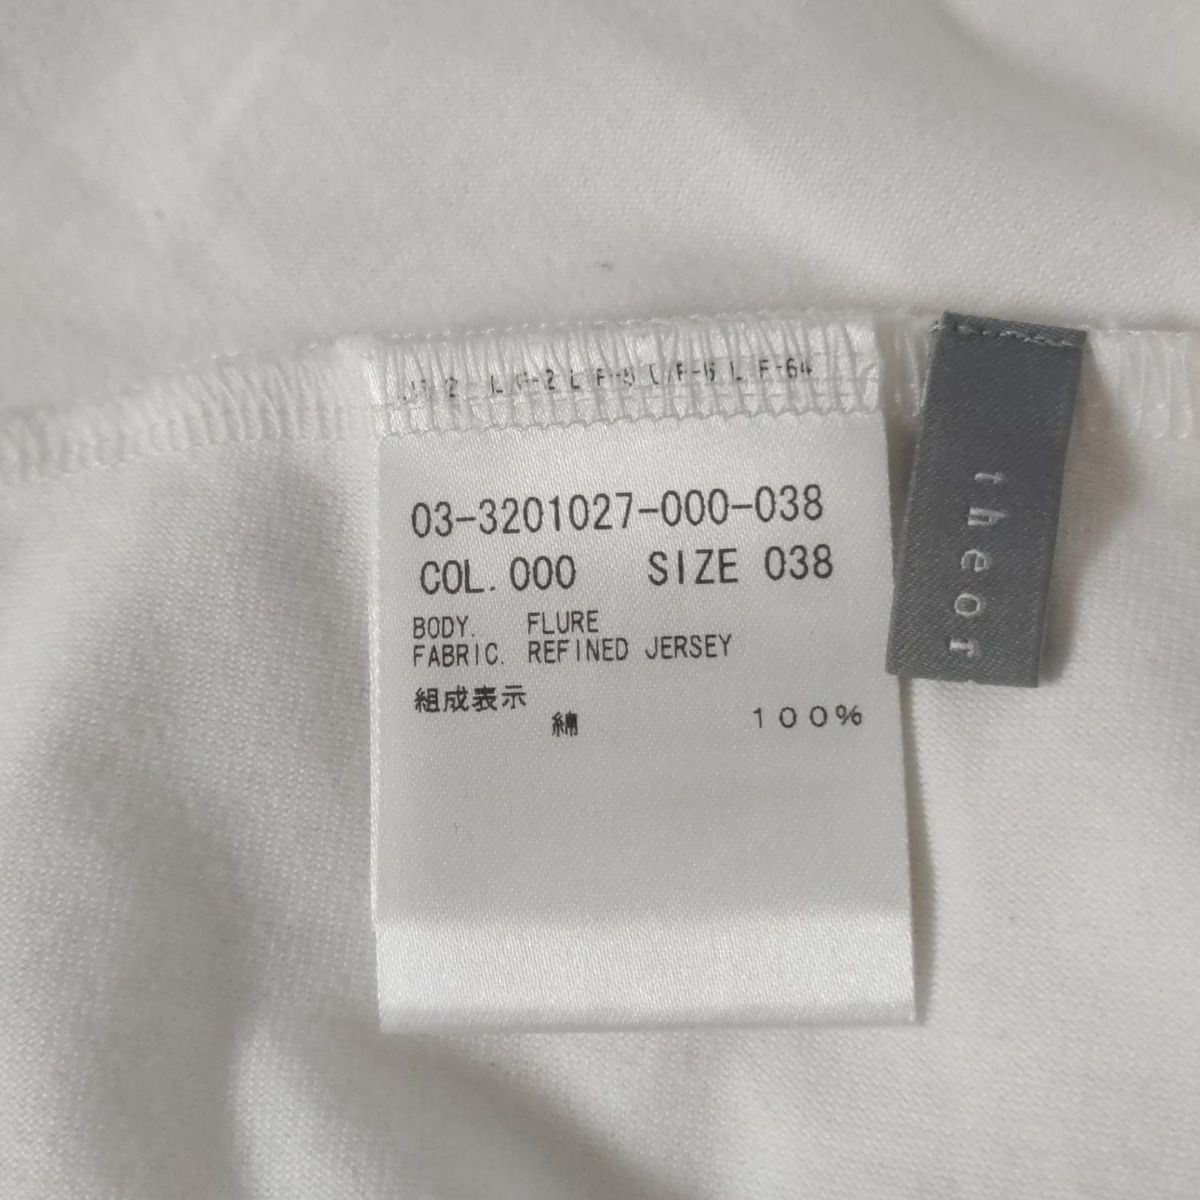 03-3201027-000-038
COL. 000 SIZE 038
BODY. FLURE
FABRIC. REFINED JERSEY
組成表示
綿 100%
theor